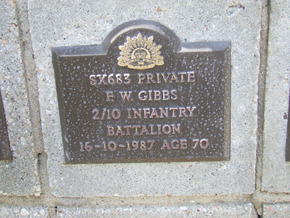 SX683 PRIVATE
F. W. GIBBS
2/10 INFANTRY
BATTALION
16-10-1987 AGE 70